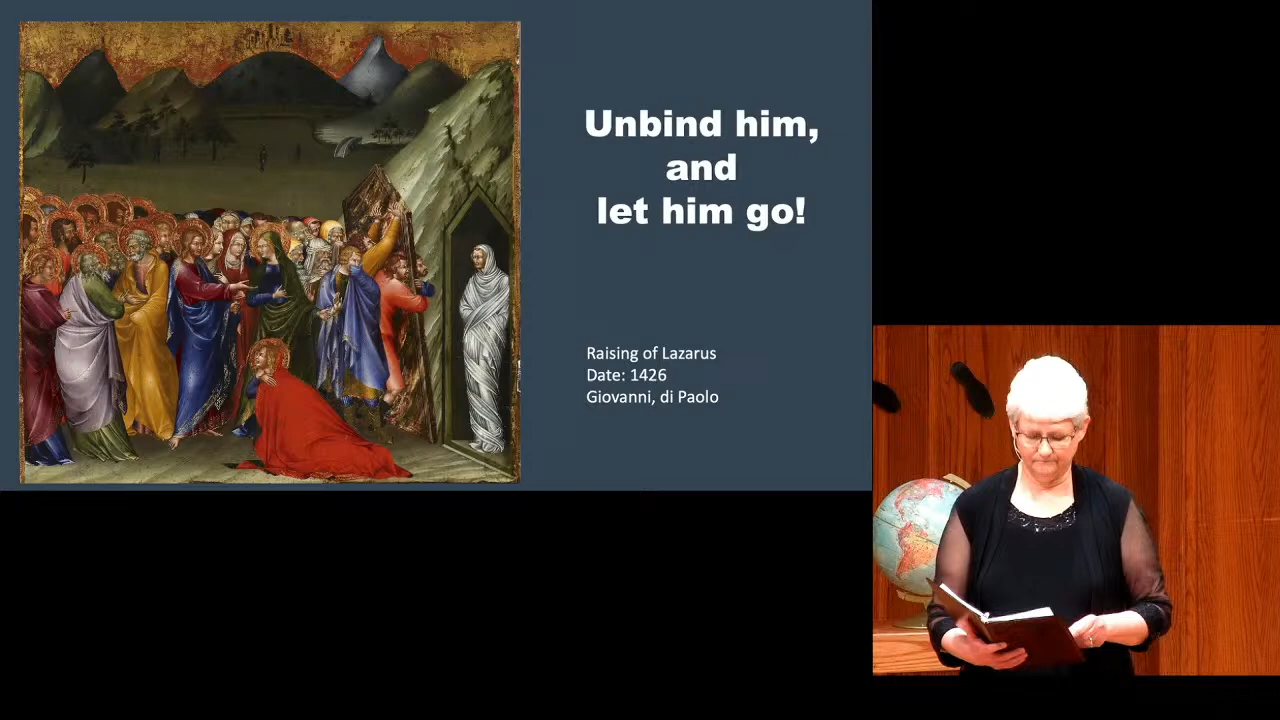 Unbind him,
and
let him go!
Raising of Lazarus
Date: 1426
Giovanni, di Paolo